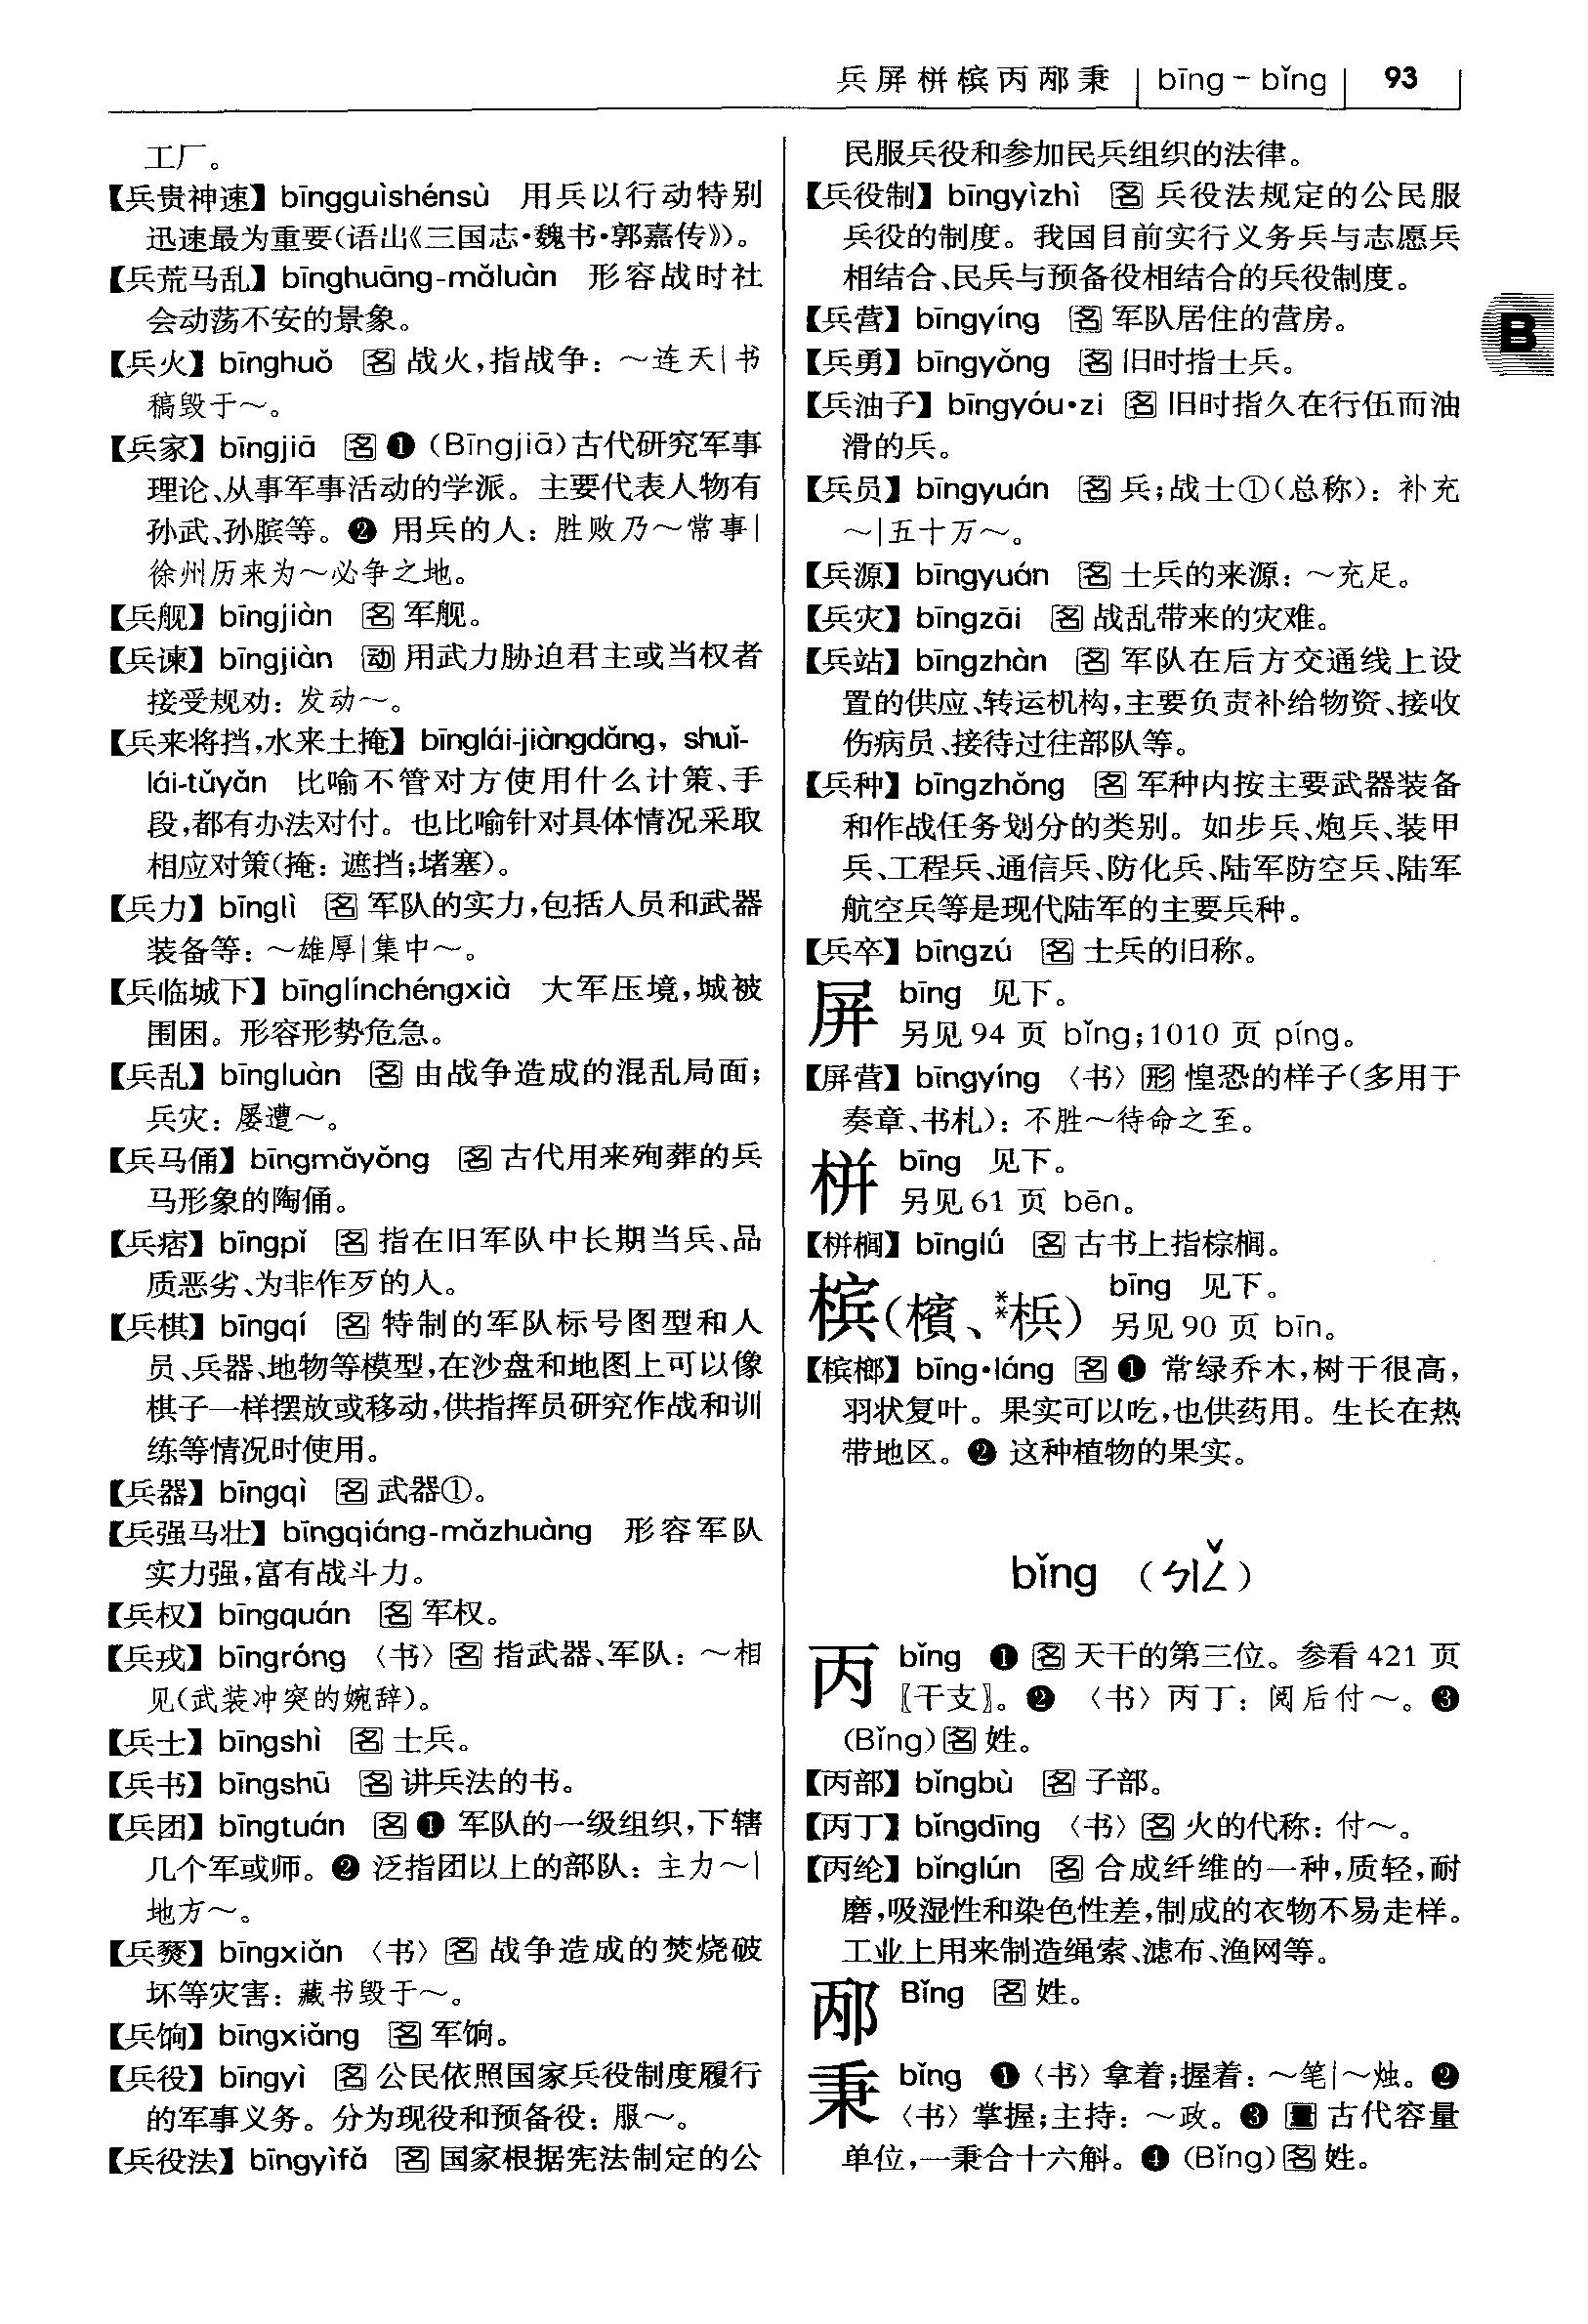 兵屏栟槟丙邴秉 bīng-bǐng 93
工厂。
【兵贵神速】bīngguìshénsù 用兵以行动特别
迅速最为重要(语出《三国志·魏书·郭嘉传》)。
【兵荒马乱】bīnghuāng-mǎluàn 形容战时社
会动荡不安的景象。
【兵火】bīnghuǒ 名 战火,指战争:～连天|书
稿毁于～。
【兵家】bīngjiā 名 ❶ (Bīngjiā)古代研究军事
理论、从事军事活动的学派。主要代表人物有
孙武、孙膑等。❷ 用兵的人:胜败乃～常事|
徐州历来为～必争之地。
【兵舰】bīngjiàn 名 军舰。
【兵谏】bīngjiàn 动 用武力胁迫君主或当权者
接受规劝:发动～。
【兵来将挡,水来土掩】bīnglái-jiàngdǎng, shuǐ-
lái-tǔyǎn 比喻不管对方使用什么计策、手
段,都有办法对付。也比喻针对具体情况采取
相应对策(掩:遮挡;堵塞)。
【兵力】bīnglì 名 军队的实力,包括人员和武器
装备等:～雄厚|集中～。
【兵临城下】bīnglínchéngxià 大军压境,城被
围困。形容形势危急。
【兵乱】bīngluàn 名 由战争造成的混乱局面;
兵灾:屡遭～。
【兵马俑】bīngmǎyǒng 名 古代用来殉葬的兵
马形象的陶俑。
【兵痞】bīngpǐ 名 指在旧军队中长期当兵、品
质恶劣、为非作歹的人。
【兵棋】bīngqí 名 特制的军队标号图型和人
员、兵器、地物等模型,在沙盘和地图上可以像
棋子一样摆放或移动,供指挥员研究作战和训
练等情况时使用。
【兵器】bīngqì 名 武器①。
【兵强马壮】bīngqiáng-mǎzhuàng 形容军队
实力强,富有战斗力。
【兵权】bīngquán 名 军权。
【兵戎】bīngróng 〈书〉名 指武器、军队:～相
见(武装冲突的婉辞)。
【兵士】bīngshì 名 士兵。
【兵书】bīngshū 名 讲兵法的书。
【兵团】bīngtuán 名 ❶ 军队的一级组织,下辖
几个军或师。❷ 泛指团以上的部队:主力～|
地方～。
【兵燹】bīngxiǎn 〈书〉名 战争造成的焚烧破
坏等灾害:藏书毁于～。
【兵饷】bīngxiǎng 名 军饷。
【兵役】bīngyì 名 公民依照国家兵役制度履行
的军事义务。分为现役和预备役:服～。
【兵役法】bīngyìfǎ 名 国家根据宪法制定的公
民服兵役和参加民兵组织的法律。
【兵役制】bīngyìzhì 名 兵役法规定的公民服
兵役的制度。我国目前实行义务兵与志愿兵
相结合、民兵与预备役相结合的兵役制度。
【兵营】bīngyíng 名 军队居住的营房。
【兵勇】bīngyǒng 名 旧时指士兵。
【兵油子】bīngyóu·zi 名 旧时指久在行伍而油
滑的兵。
【兵员】bīngyuán 名 兵;战士①(总称):补充
～|五十万～。
【兵源】bīngyuán 名 士兵的来源:～充足。
【兵灾】bīngzāi 名 战乱带来的灾难。
【兵站】bīngzhàn 名 军队在后方交通线上设
置的供应、转运机构,主要负责补给物资、接收
伤病员、接待过往部队等。
【兵种】bīngzhǒng 名 军种内按主要武器装备
和作战任务划分的类别。如步兵、炮兵、装甲
兵、工程兵、通信兵、防化兵、陆军防空兵、陆军
航空兵等是现代陆军的主要兵种。
【兵卒】bīngzú 名 士兵的旧称。
屏 bīng 见下。
另见94页 bǐng;1010页 píng。
【屏营】bīngyíng 〈书〉形 惶恐的样子(多用于
奏章、书札):不胜～待命之至。
栟 bīng 见下。
另见61页 bēn。
【栟榈】bīnglǘ 名 古书上指棕榈。
槟(檳、**梹) bīng 见下。
另见90页 bīn。
【槟榔】bīng·láng 名 ❶ 常绿乔木,树干很高,
羽状复叶。果实可以吃,也供药用。生长在热
带地区。❷ 这种植物的果实。
bǐng (ㄅㄧㄥˇ)
丙 bǐng ❶ 名 天干的第三位。参看421页
〖干支〗。❷ 〈书〉丙丁:阅后付～。❸
(Bǐng)名 姓。
【丙部】bǐngbù 名 子部。
【丙丁】bǐngdīng 〈书〉名 火的代称:付～。
【丙纶】bǐnglún 名 合成纤维的一种,质轻,耐
磨,吸湿性和染色性差,制成的衣物不易走样。
工业上用来制造绳索、滤布、渔网等。
邴 Bǐng 名 姓。
秉 bǐng ❶〈书〉拿着;握着:～笔|～烛。❷
〈书〉掌握;主持:～政。❸ 量 古代容量
单位,一秉合十六斛。❹ (Bǐng)名 姓。
B